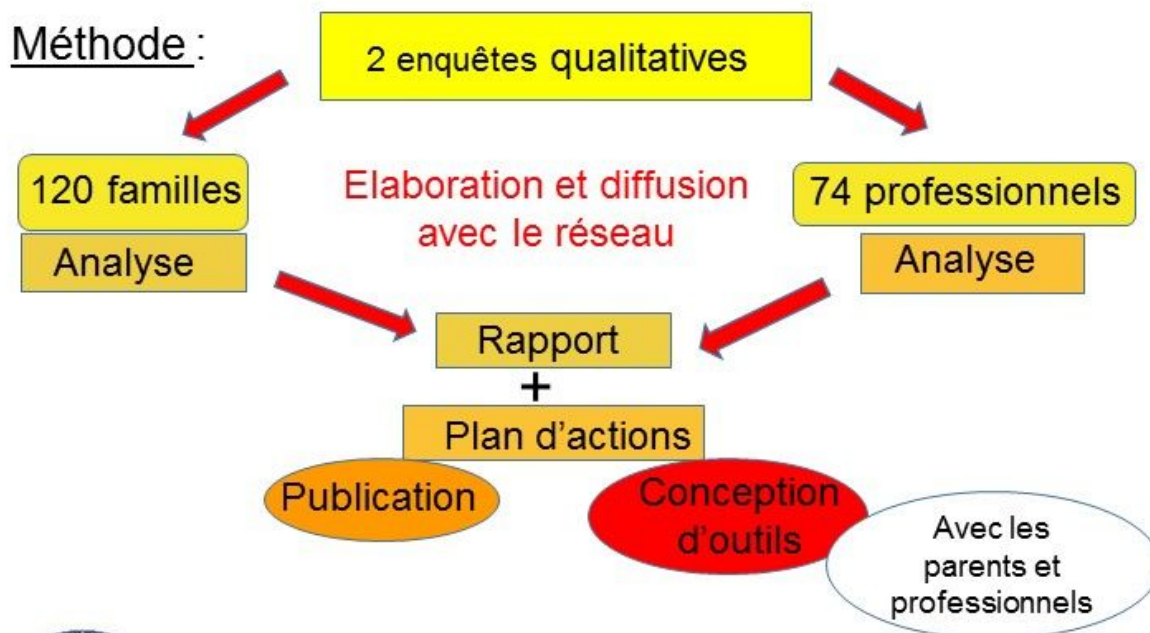 Méthode :
2 enquêtes qualitatives
120 familles
Analyse
Elaboration et diffusion
avec le réseau
74 professionnels
Analyse
Rapport
+
Plan d’actions
Publication
Conception
d’outils
Avec les
parents et
professionnels